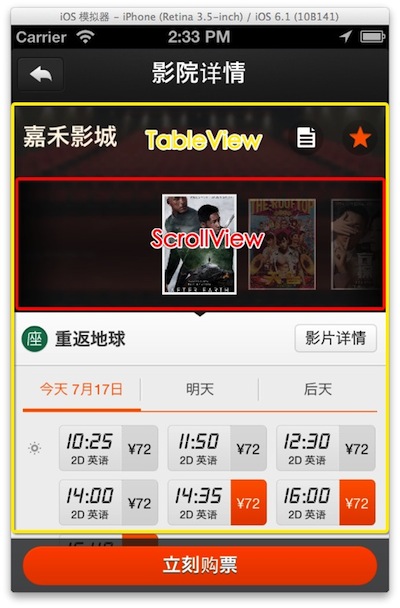 iOS 模拟器 - iPhone (Retina 3.5-inch) / iOS 6.1 (10B141)
Carrier 2:33 PM
影院详情
嘉禾影城 TableView
THE ROOFTOP
ScrollView
AFTER EARTH
座 重返地球 影片详情
今天 7月17日 明天 后天
10:25 ¥72 11:50 ¥72 12:30 ¥72
2D 英语 2D 英语 2D 英语
14:00 ¥72 14:35 ¥72 16:00 ¥72
2D 英语 2D 英语 2D 英语
立刻购票